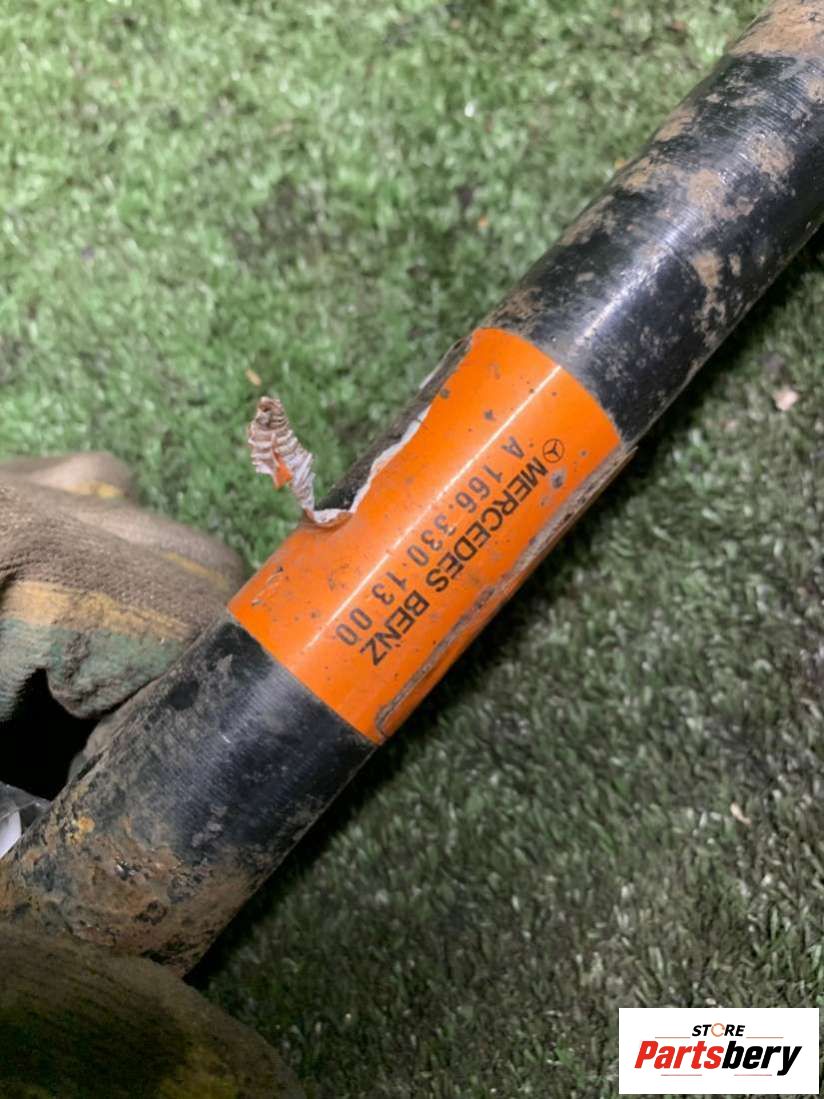 MERCEDES BENZ
A 166.330 13 00
STORE
Partsbery